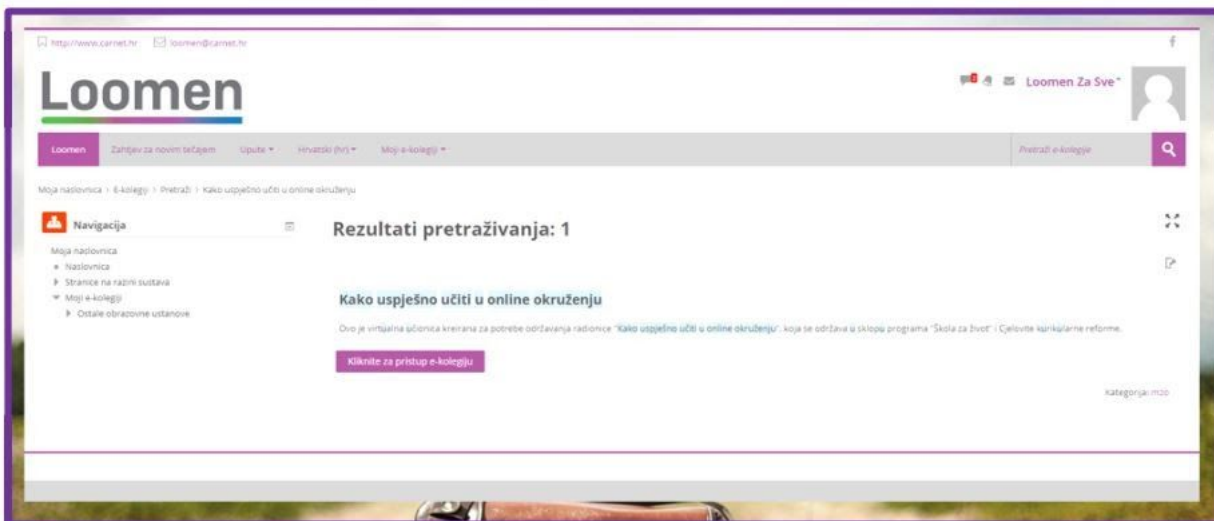 http://www.carnet.hr loomen@carnet.hr
Loomen
Loomen Za Sve
Loomen Zahtjev za novim tečajem Upute Hrvatski (hr) Moji e-kolegiji Pretraži e-kolegije
Moja naslovnica Е-kolegiji Pretraži Kako uspješno učiti u online okruženju
Navigacija
Moja naslovnica
Naslovnica
Stranice na razini sustava
Moji e-kolegiji
Ostale obrazovne ustanove
Rezultati pretraživanja: 1
Kako uspješno učiti u online okruženju
Ovo je virtualna učionica kreirana za potrebe održavanja radionice "Kako uspješno učiti u online okruženju", koja se održava u sklopu programa "Škola za život" i Cjelovite kurikularne reforme.
Kliknite za pristup e-kolegiju
Kategorija: mzo